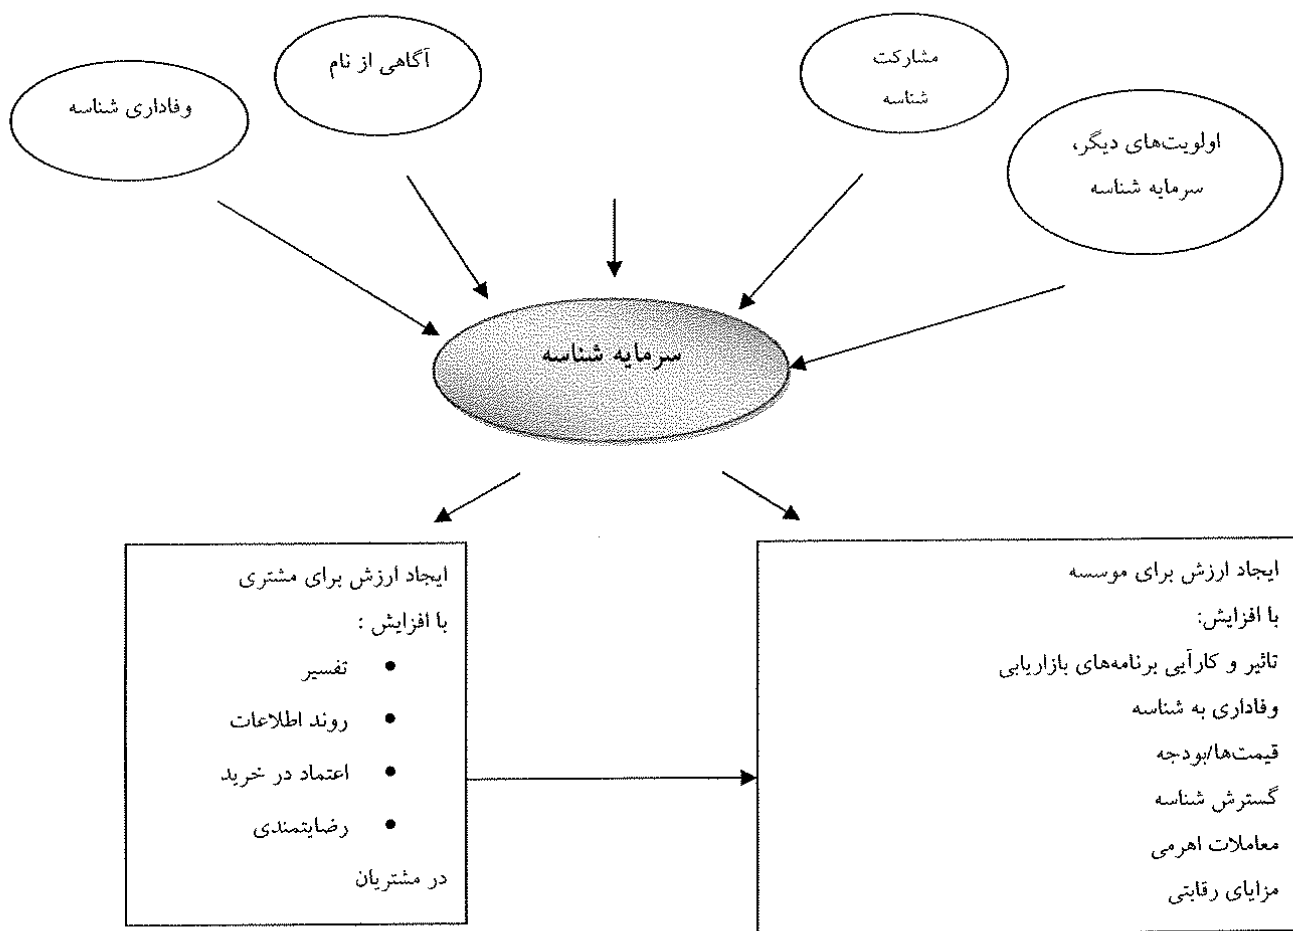 وفاداری شناسه
آگاهی از نام
مشارکت
شناسه
اولویت‌های دیگر،
سرمایه شناسه
سرمایه شناسه
ایجاد ارزش برای موسسه
با افزایش:
تاثیر و کارآیی برنامه‌های بازاریابی
وفاداری به شناسه
قیمت‌ها/بودجه
گسترش شناسه
معاملات اهرمی
مزایای رقابتی
ایجاد ارزش برای مشتری
با افزایش :
• تفسیر
• روند اطلاعات
• اعتماد در خرید
• رضایتمندی
در مشتریان